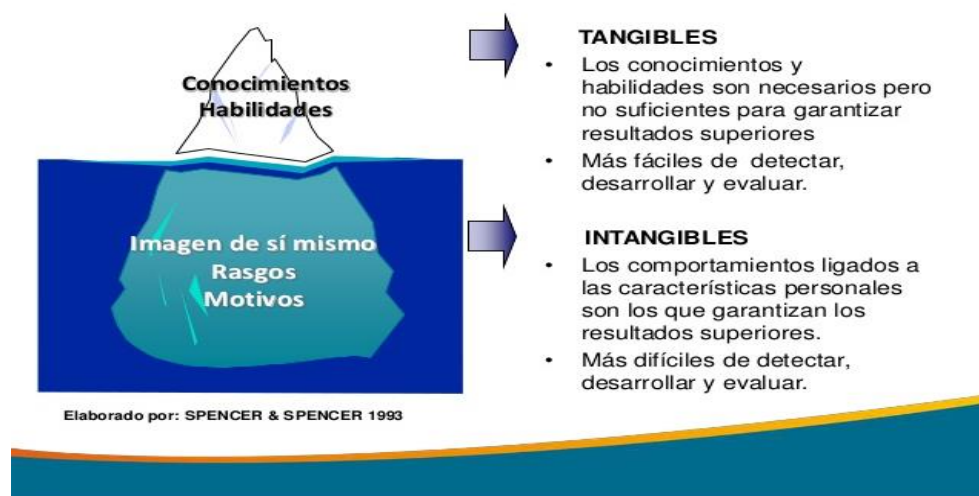 Conocimientos
Habilidades
Imagen de sí mismo
Rasgos
Motivos
Elaborado por: SPENCER & SPENCER 1993
TANGIBLES
• Los conocimientos y
habilidades son necesarios pero
no suficientes para garantizar
resultados superiores
• Más fáciles de detectar,
desarrollar y evaluar.
INTANGIBLES
• Los comportamientos ligados a
las características personales
son los que garantizan los
resultados superiores.
• Más difíciles de detectar,
desarrollar y evaluar.